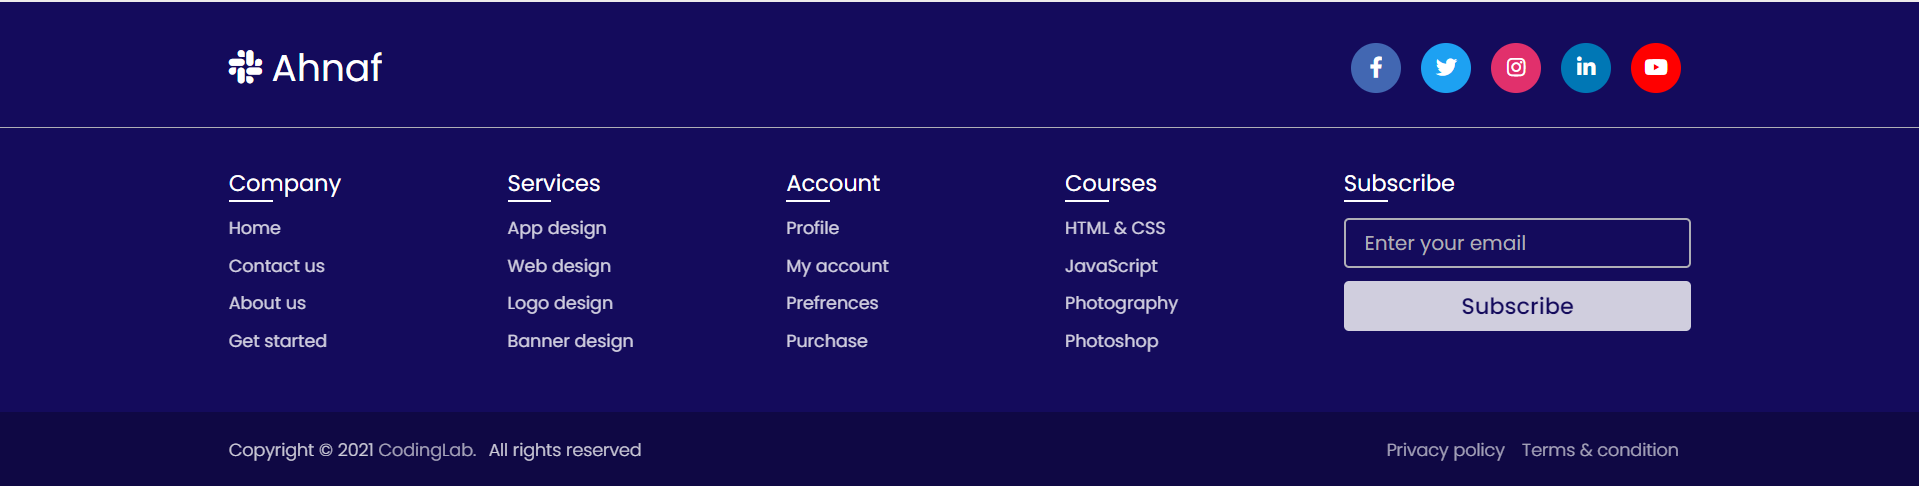 Ahnaf
Company
Home
Contact us
About us
Get started
Services
App design
Web design
Logo design
Banner design
Account
Profile
My account
Prefrences
Purchase
Courses
HTML & CSS
JavaScript
Photography
Photoshop
Subscribe
Enter your email
Subscribe
Copyright © 2021 CodingLab. All rights reserved
Privacy policy Terms & condition